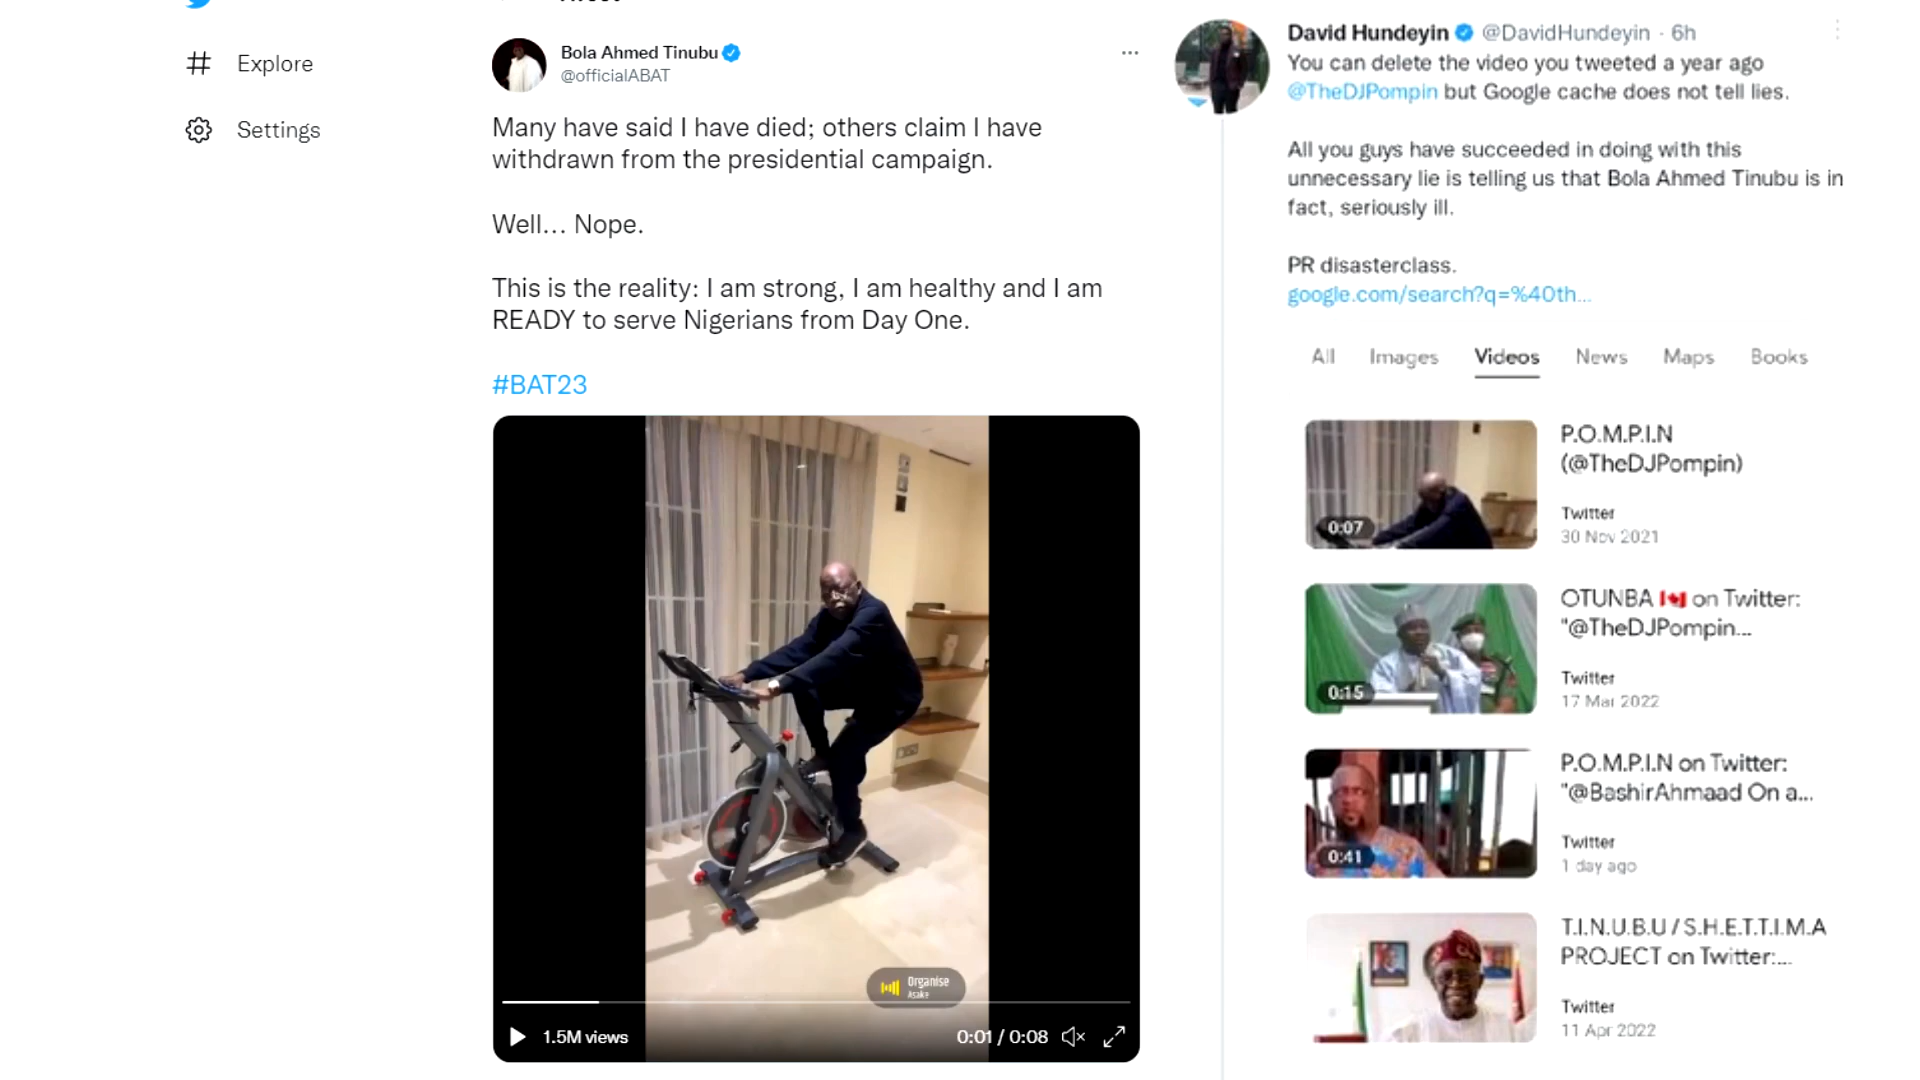 Explore
Settings
Bola Ahmed Tinubu
@officialABAT
Many have said I have died; others claim I have
withdrawn from the presidential campaign.
Well... Nope.
This is the reality: I am strong, I am healthy and I am
READY to serve Nigerians from Day One.
#BAT23
Organise
Asake
1.5M views
0:01 / 0:08
David Hundeyin @DavidHundeyin · 6h
You can delete the video you tweeted a year ago
@TheDJPompin but Google cache does not tell lies.
All you guys have succeeded in doing with this
unnecessary lie is telling us that Bola Ahmed Tinubu is in
fact, seriously ill.
PR disasterclass.
google.com/search?q=%40th...
All Images Videos News Maps Books
0:07
P.O.M.P.I.N
(@TheDJPompin)
Twitter
30 Nov 2021
0:15
OTUNBA 🇨🇦 on Twitter:
"@TheDJPompin...
Twitter
17 Mar 2022
0:41
P.O.M.P.I.N on Twitter:
"@BashirAhmaad On a...
Twitter
1 day ago
T.I.N.U.B.U / S.H.E.T.T.I.M.A
PROJECT on Twitter:...
Twitter
11 Apr 2022